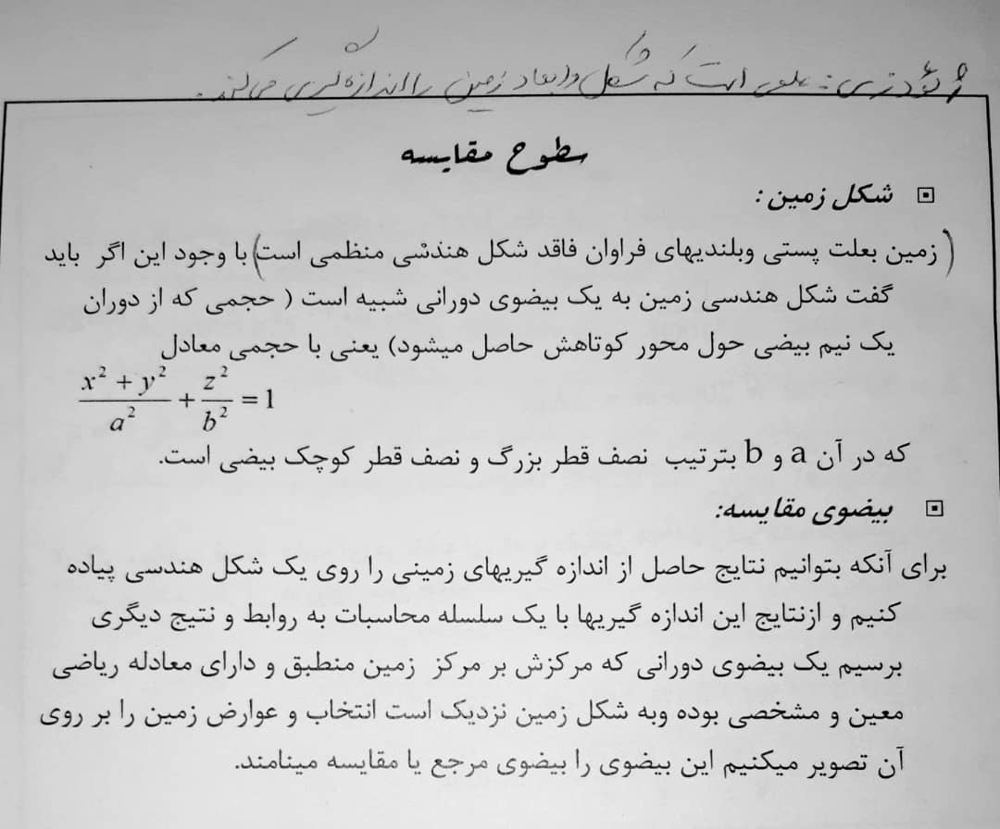 ژئودزی: علمی است که شکل و ابعاد زمین را اندازه گیری می کند.
سطوح مقایسه
شکل زمین :
(زمین بعلت پستی وبلندیهای فراوان فاقد شکل هندسی منظمی است) با وجود این اگر باید
گفت شکل هندسی زمین به یک بیضوی دورانی شبیه است ( حجمی که از دوران
یک نیم بیضی حول محور کوتاهش حاصل میشود) یعنی با حجمی معادل
\frac{x^2 + y^2}{a^2} + \frac{z^2}{b^2} = 1
که در آن a و b بترتیب نصف قطر بزرگ و نصف قطر کوچک بیضی است.
بیضوی مقایسه:
برای آنکه بتوانیم نتایج حاصل از اندازه گیریهای زمینی را روی یک شکل هندسی پیاده
کنیم و ازنتایج این اندازه گیریها با یک سلسله محاسبات به روابط و نتیج دیگری
برسیم یک بیضوی دورانی که مرکزش بر مرکز زمین منطبق و دارای معادله ریاضی
معین و مشخصی بوده وبه شکل زمین نزدیک است انتخاب و عوارض زمین را بر روی
آن تصویر میکنیم این بیضوی را بیضوی مرجع یا مقایسه مینامند.